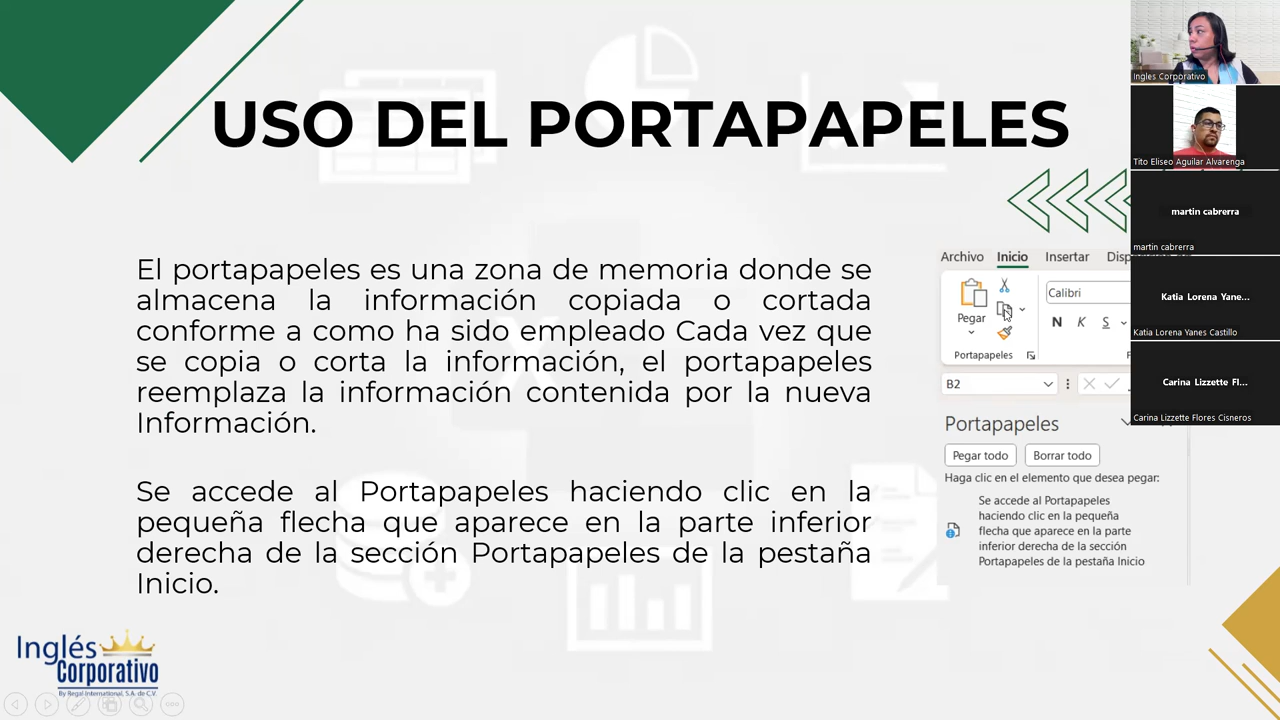 USO DEL PORTAPAPELES
El portapapeles es una zona de memoria donde se
almacena la información copiada o cortada
conforme a como ha sido empleado Cada vez que
se copia o corta la información, el portapapeles
reemplaza la información contenida por la nueva
Información.
Se accede al Portapapeles haciendo clic en la
pequeña flecha que aparece en la parte inferior
derecha de la sección Portapapeles de la pestaña
Inicio.
Archivo Inicio Insertar
Pegar
Calibri
N K S
Portapapeles
B2
Portapapeles
Pegar todo Borrar todo
Haga clic en el elemento que desea pegar:
Se accede al Portapapeles
haciendo clic en la pequeña
flecha que aparece en la parte
inferior derecha de la sección
Portapapeles de la pestaña Inicio
Ingles Corporativo
Tito Eliseo Aguilar Alvarenga
martin cabrerra
martin cabrerra
Katia Lorena Yane...
Katia Lorena Yanes Castillo
Carina Lizzette Fl...
Carina Lizzette Flores Cisneros
Inglés
Corporativo
By Regal International, S.A. de C.V.